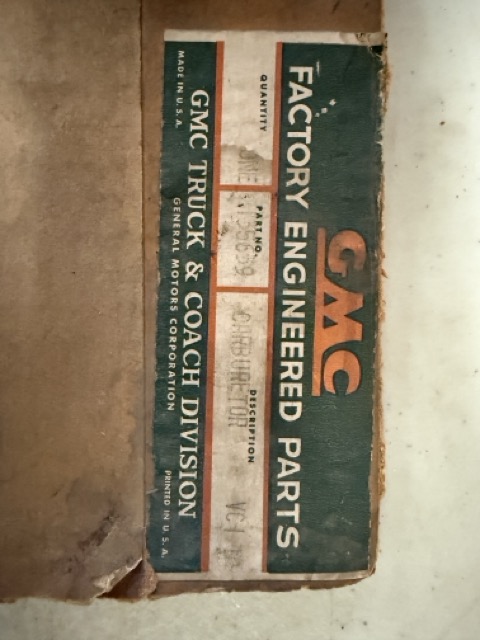 GMC
FACTORY ENGINEERED PARTS
QUANTITY PART NO. DESCRIPTION
ONE CARBURETOR
GMC TRUCK & COACH DIVISION
MADE IN U.S.A. GENERAL MOTORS CORPORATION PRINTED IN U.S.A.